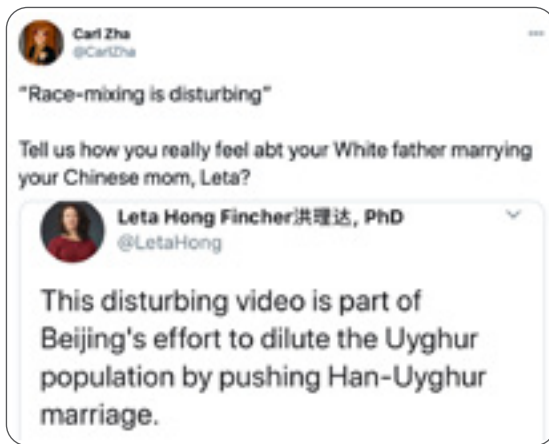 Carl Zha
@CarlZha
“Race-mixing is disturbing”
Tell us how you really feel abt your White father marrying
your Chinese mom, Leta?
Leta Hong Fincher洪理达, PhD
@LetaHong
This disturbing video is part of
Beijing's effort to dilute the Uyghur
population by pushing Han-Uyghur
marriage.